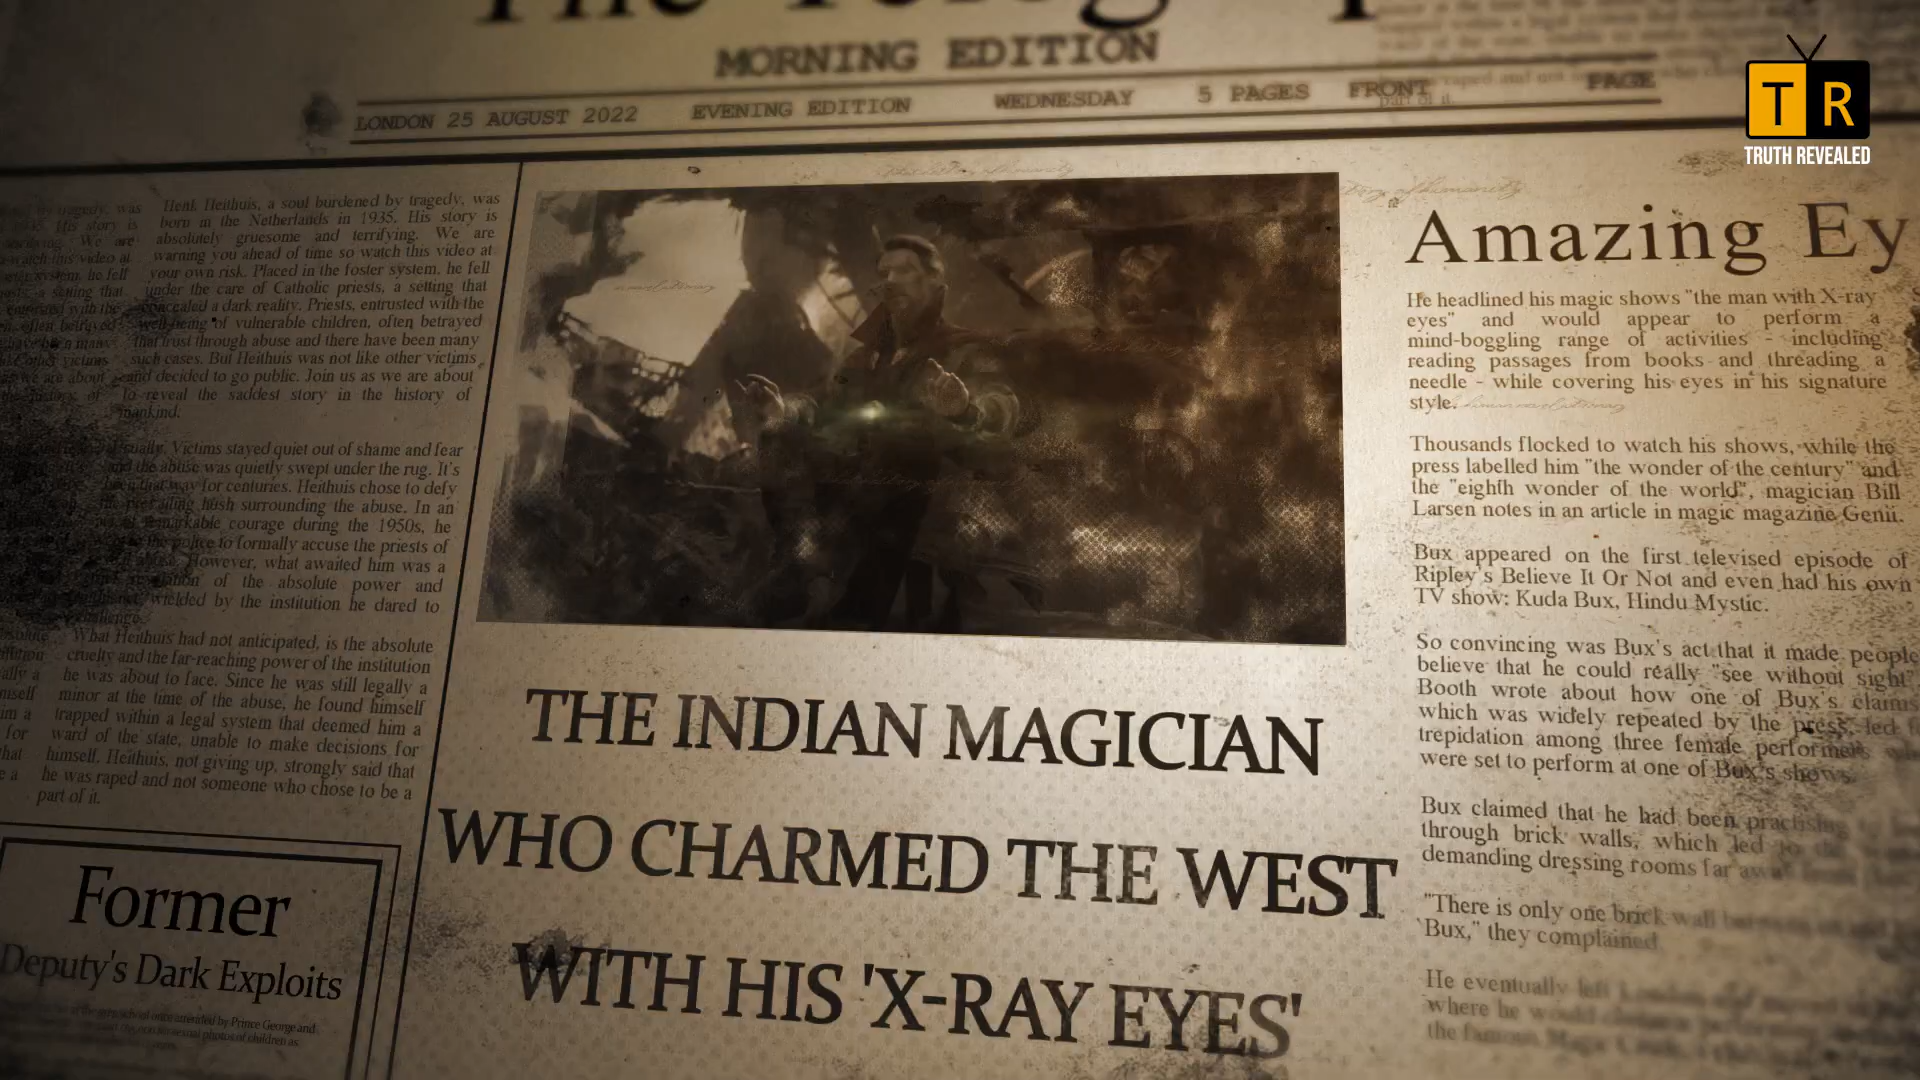 MORNING EDITION
LONDON 25 AUGUST 2022 EVENING EDITION WEDNESDAY 5 PAGES FRONT PAGE
T R
TRUTH REVEALED
Henk Heithuis, a soul burdened by tragedy, was
born in the Netherlands in 1935. His story is
absolutely gruesome and terrifying. We are
warning you ahead of time so watch this video at
your own risk. Placed in the foster system, he fell
under the care of Catholic priests, a setting that
concealed a dark reality. Priests, entrusted with the
well-being of vulnerable children, often betrayed
that trust through abuse and there have been many
such cases. But Heithuis was not like other victims
and decided to go public. Join us as we are about
to reveal the saddest story in the history of
mankind.
Victims stayed quiet out of shame and fear
and the abuse was quietly swept under the rug. It's
been that way for centuries. Heithuis chose to defy
the prevailing hush surrounding the abuse. In an
remarkable courage during the 1950s, he
the police to formally accuse the priests of
However, what awaited him was a
of the absolute power and
wielded by the institution he dared to
challenge.
What Heithuis had not anticipated, is the absolute
cruelty and the far-reaching power of the institution
he was about to face. Since he was still legally a
minor at the time of the abuse, he found himself
trapped within a legal system that deemed him a
ward of the state, unable to make decisions for
himself. Heithuis, not giving up, strongly said that
he was raped and not someone who chose to be a
part of it.
Former
Deputy's Dark Exploits
THE INDIAN MAGICIAN
WHO CHARMED THE WEST
WITH HIS 'X-RAY EYES'
Amazing Ey
He headlined his magic shows "the man with X-ray
eyes" and would appear to perform a
mind-boggling range of activities - including
reading passages from books and threading a
needle - while covering his eyes in his signature
style.
Thousands flocked to watch his shows, while the
press labelled him "the wonder of the century" and
the "eighth wonder of the world", magician Bill
Larsen notes in an article in magic magazine Genii.
Bux appeared on the first televised episode of
Ripley's Believe It Or Not and even had his own
TV show: Kuda Bux, Hindu Mystic.
So convincing was Bux's act that it made people
believe that he could really "see without sight"
Booth wrote about how one of Bux's claims
which was widely repeated by the press, led
trepidation among three female performers
were set to perform at one of Bux's shows.
Bux claimed that he had been practising
through brick walls, which led to
demanding dressing rooms far away
"There is only one brick wall
Bux," they complained.
He eventually left
where he would
the famous Magic